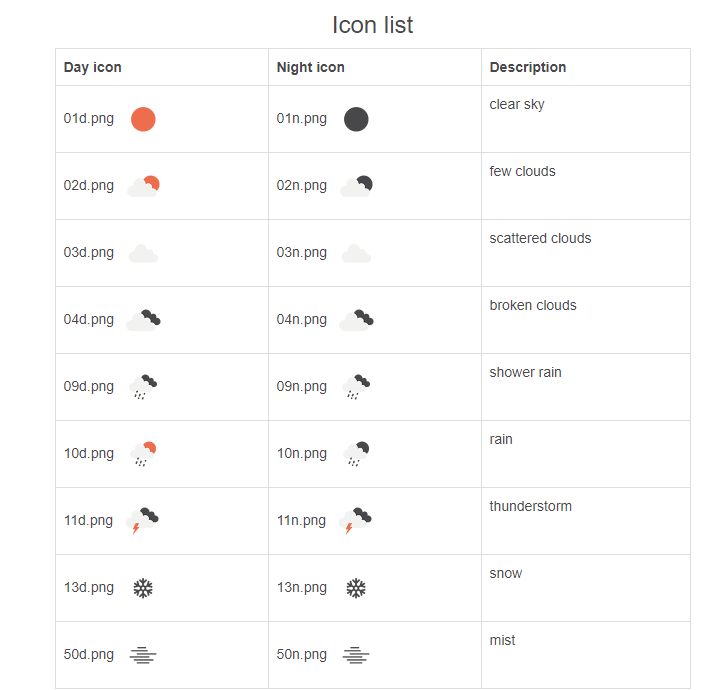 Icon list
Day icon Night icon Description
01d.png 01n.png clear sky
02d.png 02n.png few clouds
03d.png 03n.png scattered clouds
04d.png 04n.png broken clouds
09d.png 09n.png shower rain
10d.png 10n.png rain
11d.png 11n.png thunderstorm
13d.png 13n.png snow
50d.png 50n.png mist